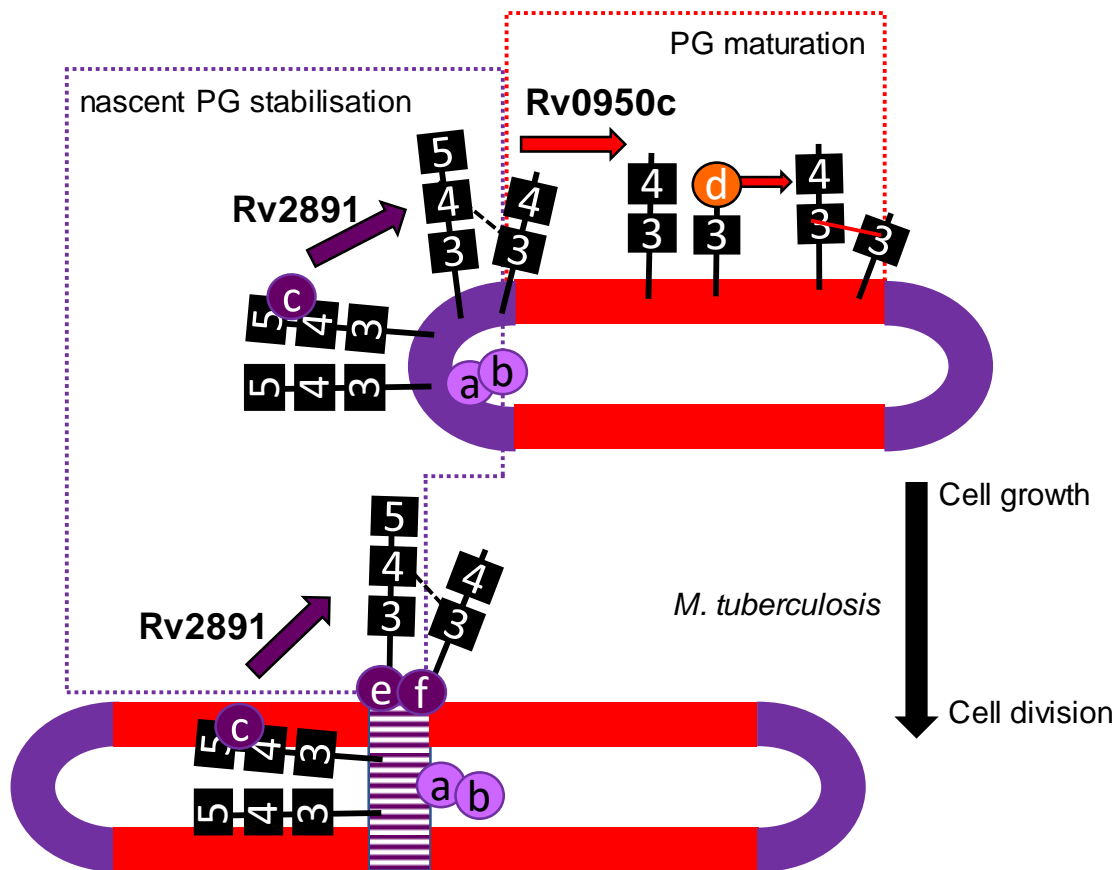 PG maturation
nascent PG stabilisation
Rv0950c
5
4
3
4
3
4
3
d
3
4
3
3
Rv2891
c
5 4 3
5 4 3
a b
Cell growth
5
4
3
4
3
M. tuberculosis
Rv2891
e f
Cell division
c
5 4 3
5 4 3
a b